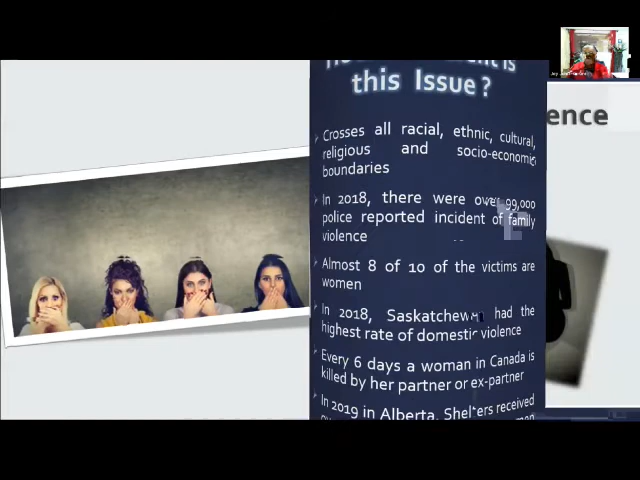 this Issue?
Crosses all racial, ethnic, cultural,
religious and socio-economic
boundaries
In 2018, there were over 99,000
police reported incident of family
violence
Almost 8 of 10 of the victims are
women
In 2018, Saskatchewan had the
highest rate of domestic violence
Every 6 days a woman in Canada is
killed by her partner or ex-partner
In 2019 in Alberta, Shelters received
ence